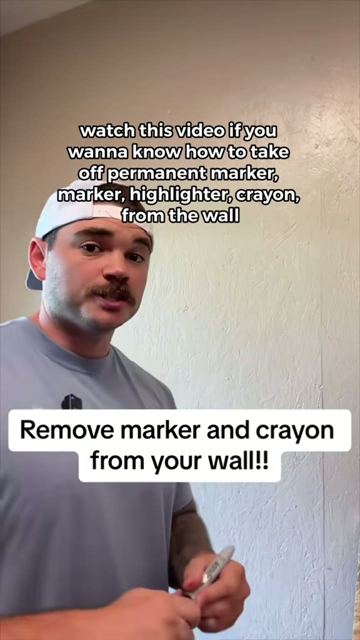 watch this video if you
wanna know how to take
off permanent marker,
marker, highlighter, crayon,
from the wall
Remove marker and crayon
from your wall!!